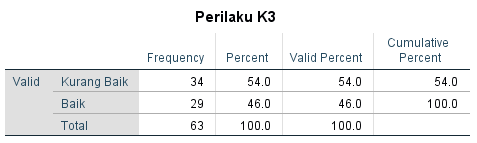 Perilaku K3
Frequency Percent Valid Percent Cumulative Percent
Valid Kurang Baik 34 54.0 54.0 54.0
Baik 29 46.0 46.0 100.0
Total 63 100.0 100.0